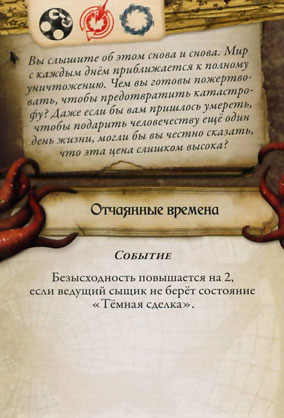 Вы слышите об этом снова и снова. Мир
с каждым днём приближается к полному
уничтожению. Чем вы готовы пожертво-
вать, чтобы предотвратить катастро-
фу? Даже если бы вам пришлось умереть,
чтобы подарить человечеству ещё один
день жизни, могли бы вы честно сказать,
что эта цена слишком высока?
Отчаянные времена
Событие
Безысходность повышается на 2,
если ведущий сыщик не берёт состояние
«Тёмная сделка».